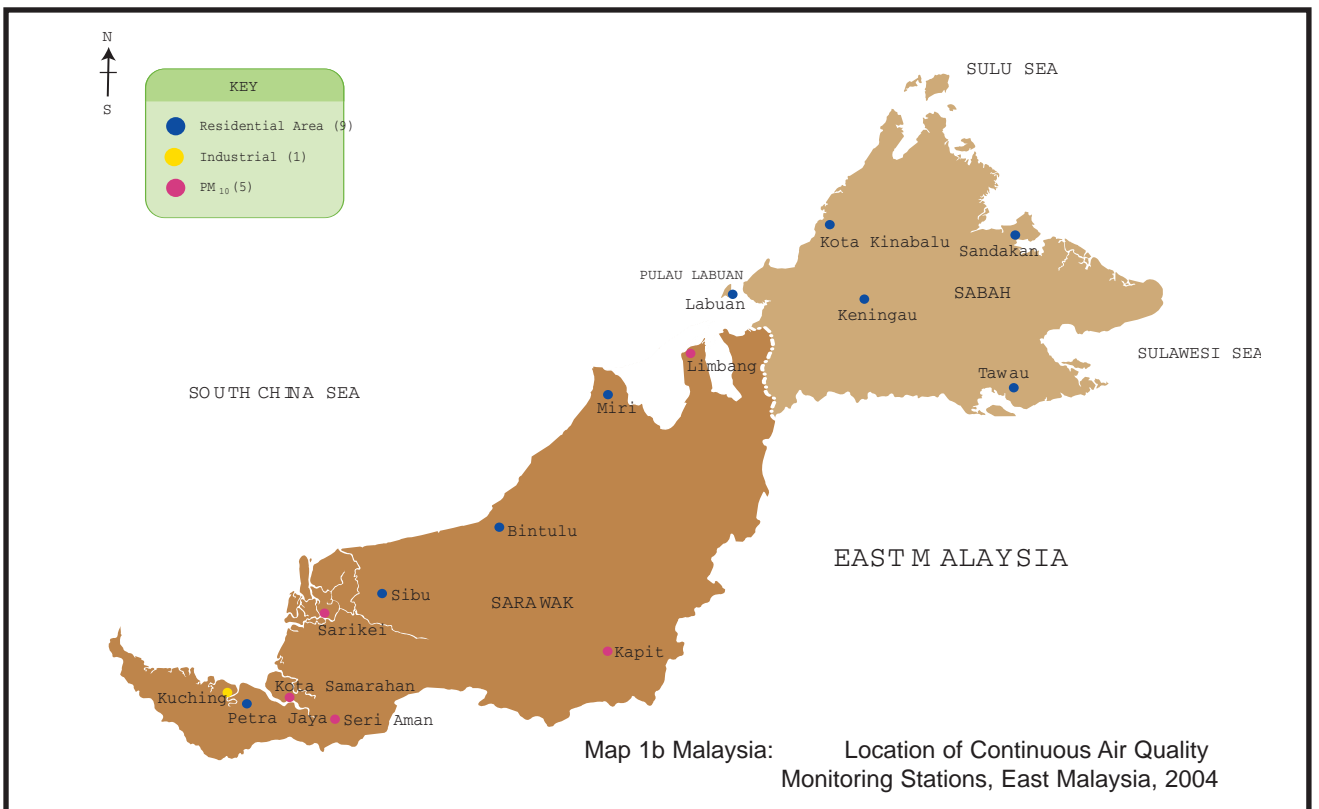 N
S
KEY
Residential Area (9)
Industrial (1)
PM₁₀(5)
SULU SEA
Kota Kinabalu
Sandakan
PULAU LABUAN
Labuan
SABAH
Keningau
SULAWESI SEA
Limbang
Tawau
SOUTH CHINA SEA
Miri
Bintulu
EAST MALAYSIA
Sibu
SARAWAK
Sarikei
Kapit
Kota Samarahan
Kuching
Petra Jaya
Seri Aman
Map 1b Malaysia: Location of Continuous Air Quality
Monitoring Stations, East Malaysia, 2004